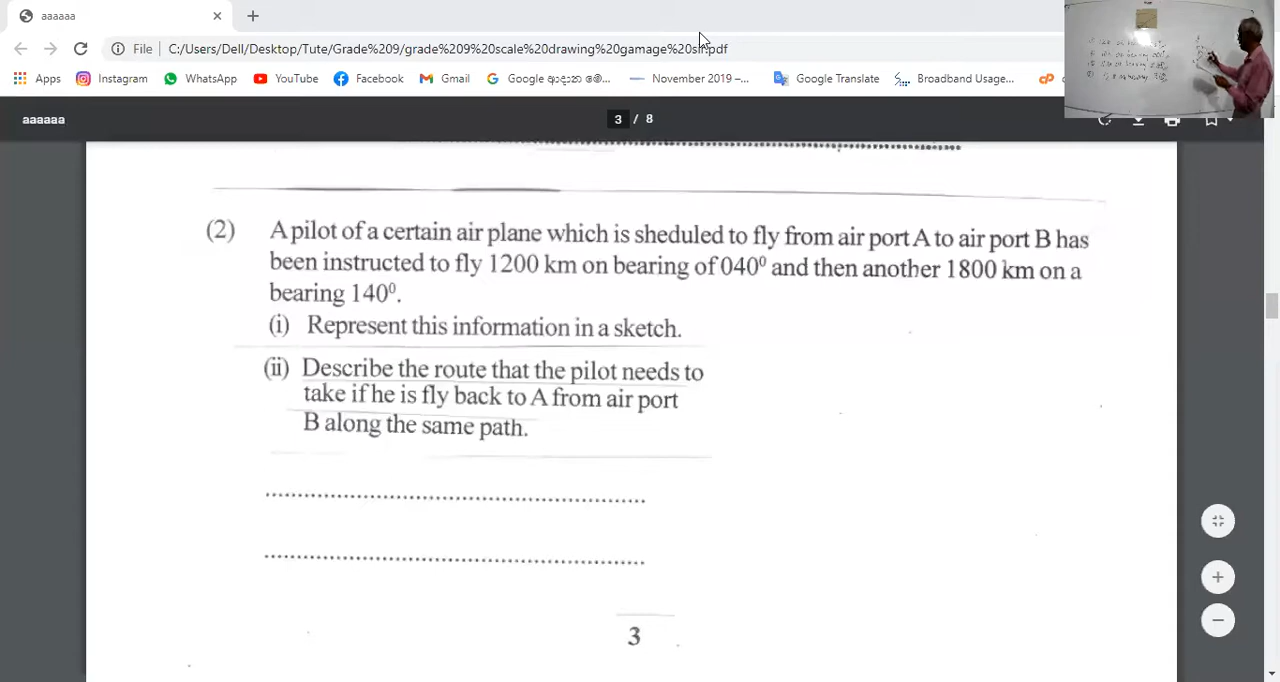 aaaaaa
File
C:/Users/Dell/Desktop/Tute/Grade%209/grade%209%20scale%20drawing%20gamage%20sir.pdf
Apps Instagram WhatsApp YouTube Facebook Gmail Google ආදාන මෙ... November 2019 –... Google Translate Broadband Usage...
aaaaaa 3 / 8
(2) A pilot of a certain air plane which is sheduled to fly from air port A to air port B has
been instructed to fly 1200 km on bearing of 040⁰ and then another 1800 km on a
bearing 140⁰.
(i) Represent this information in a sketch.
(ii) Describe the route that the pilot needs to
take if he is fly back to A from air port
B along the same path.
3